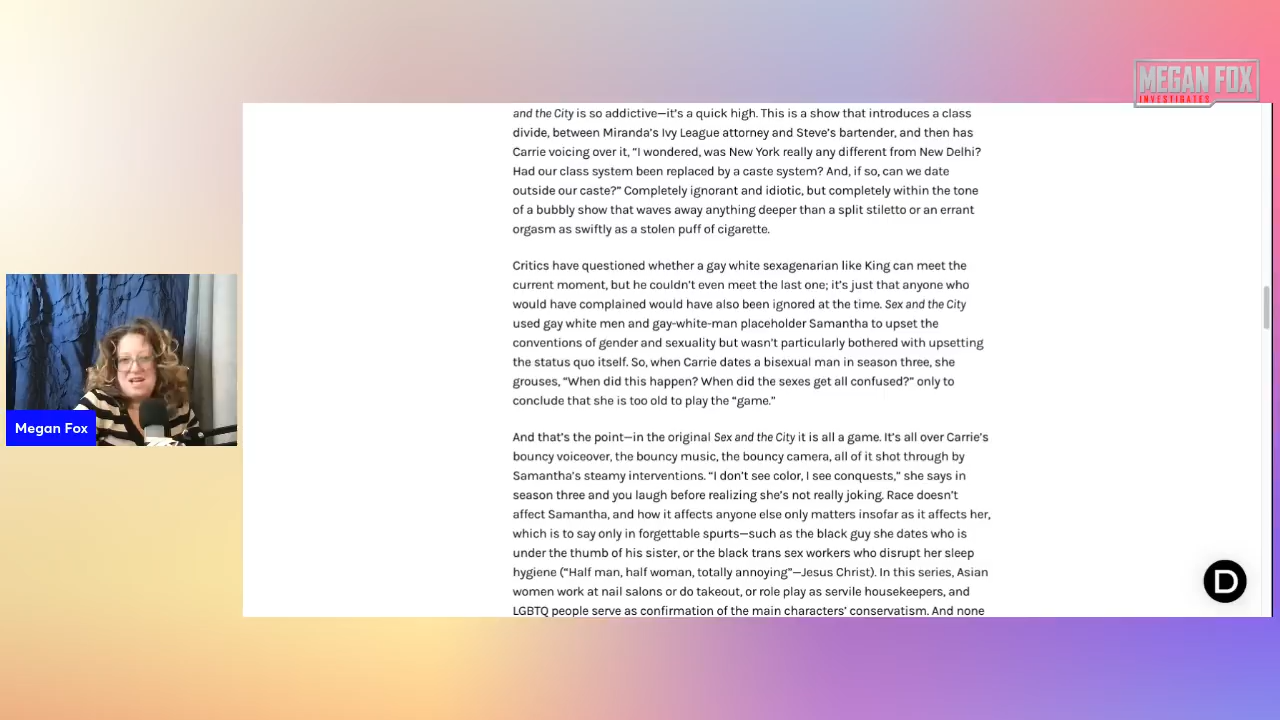 MEGAN FOX
INVESTIGATES
and the City is so addictive—it’s a quick high. This is a show that introduces a class
divide, between Miranda’s Ivy League attorney and Steve’s bartender, and then has
Carrie voicing over it, “I wondered, was New York really any different from New Delhi?
Had our class system been replaced by a caste system? And, if so, can we date
outside our caste?” Completely ignorant and idiotic, but completely within the tone
of a bubbly show that waves away anything deeper than a split stiletto or an errant
orgasm as swiftly as a stolen puff of cigarette.
Critics have questioned whether a gay white sexagenarian like King can meet the
current moment, but he couldn’t even meet the last one; it’s just that anyone who
would have complained would have also been ignored at the time. Sex and the City
used gay white men and gay-white-man placeholder Samantha to upset the
conventions of gender and sexuality but wasn’t particularly bothered with upsetting
the status quo itself. So, when Carrie dates a bisexual man in season three, she
grouses, “When did this happen? When did the sexes get all confused?” only to
conclude that she is too old to play the “game.”
And that’s the point—in the original Sex and the City it is all a game. It’s all over Carrie’s
bouncy voiceover, the bouncy music, the bouncy camera, all of it shot through by
Samantha’s steamy interventions. “I don’t see color, I see conquests,” she says in
season three and you laugh before realizing she’s not really joking. Race doesn’t
affect Samantha, and how it affects anyone else only matters insofar as it affects her,
which is to say only in forgettable spurts—such as the black guy she dates who is
under the thumb of his sister, or the black trans sex workers who disrupt her sleep
hygiene (“Half man, half woman, totally annoying”—Jesus Christ). In this series, Asian
women work at nail salons or do takeout, or role play as servile housekeepers, and
LGBTQ people serve as confirmation of the main characters’ conservatism. And none
Megan Fox
D